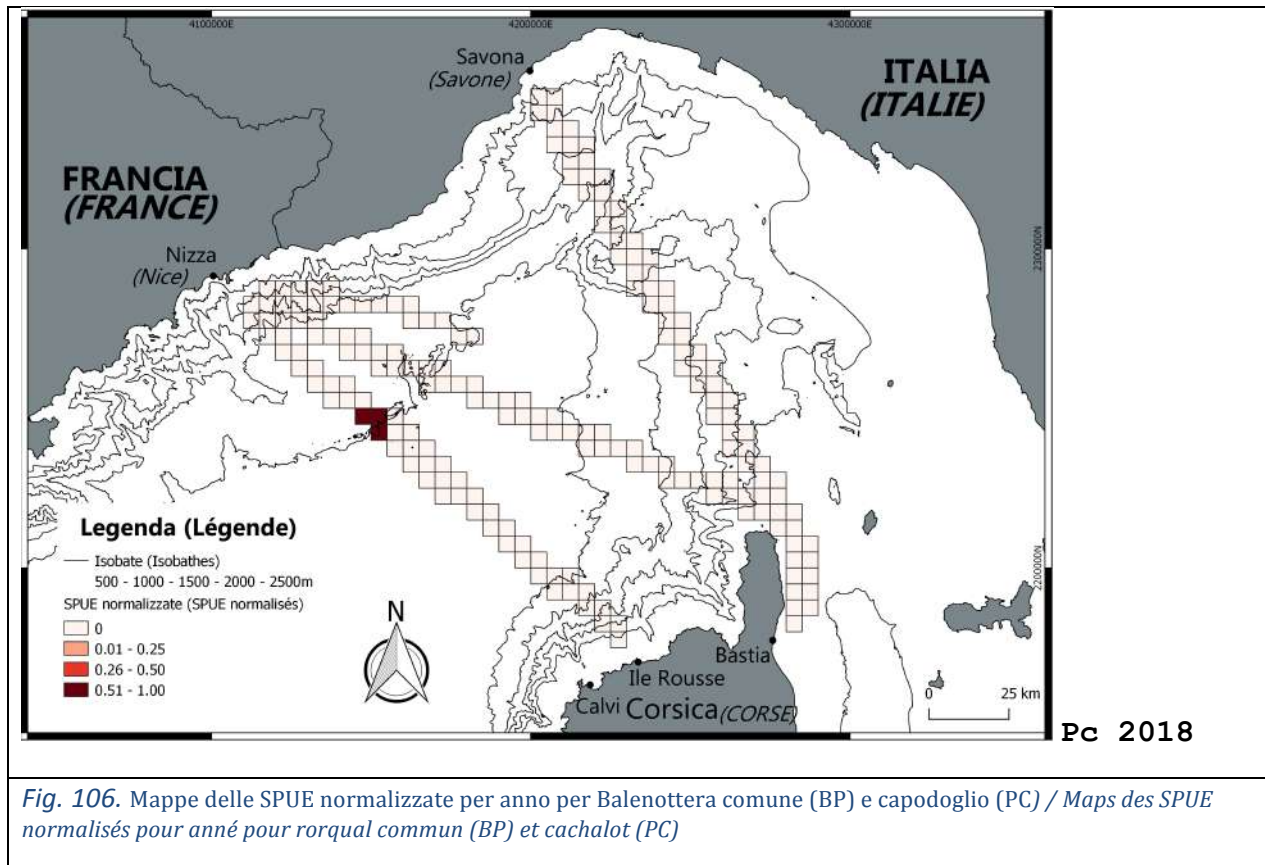 4100000E
4200000E
4300000E
Savona
(Savone)
ITALIA
(ITALIE)
FRANCIA
(FRANCE)
Nizza
(Nice)
2300000N
Legenda (Légende)
Isobate (Isobathes)
500 - 1000 - 1500 - 2000 - 2500m
SPUE normalizzate (SPUE normalisés)
0
0.01 - 0.25
0.26 - 0.50
0.51 - 1.00
N
2200000N
Bastia
Ile Rousse
Calvi Corsica(CORSE)
0 25 km
Pc 2018
Fig. 106. Mappe delle SPUE normalizzate per anno per Balenottera comune (BP) e capodoglio (PC) / Maps des SPUE
normalisés pour anné pour rorqual commun (BP) et cachalot (PC)